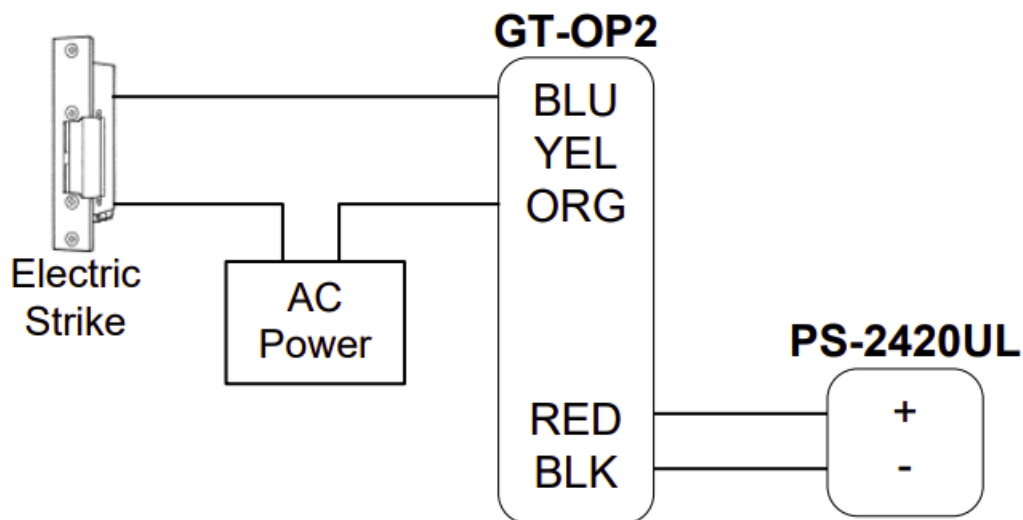 GT-OP2
BLU
YEL
ORG
Electric
Strike
AC
Power
PS-2420UL
RED
+
BLK
-